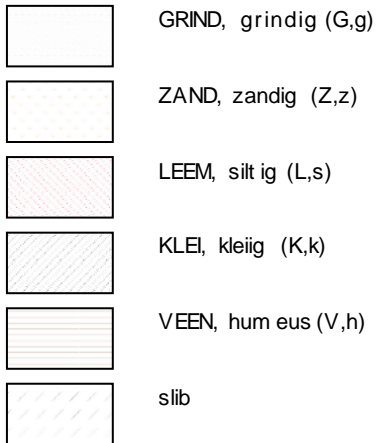 GRIND, grindig (G,g)
ZAND, zandig (Z,z)
LEEM, siltig (L,s)
KLEI, kleiig (K,k)
VEEN, humeus (V,h)
slib